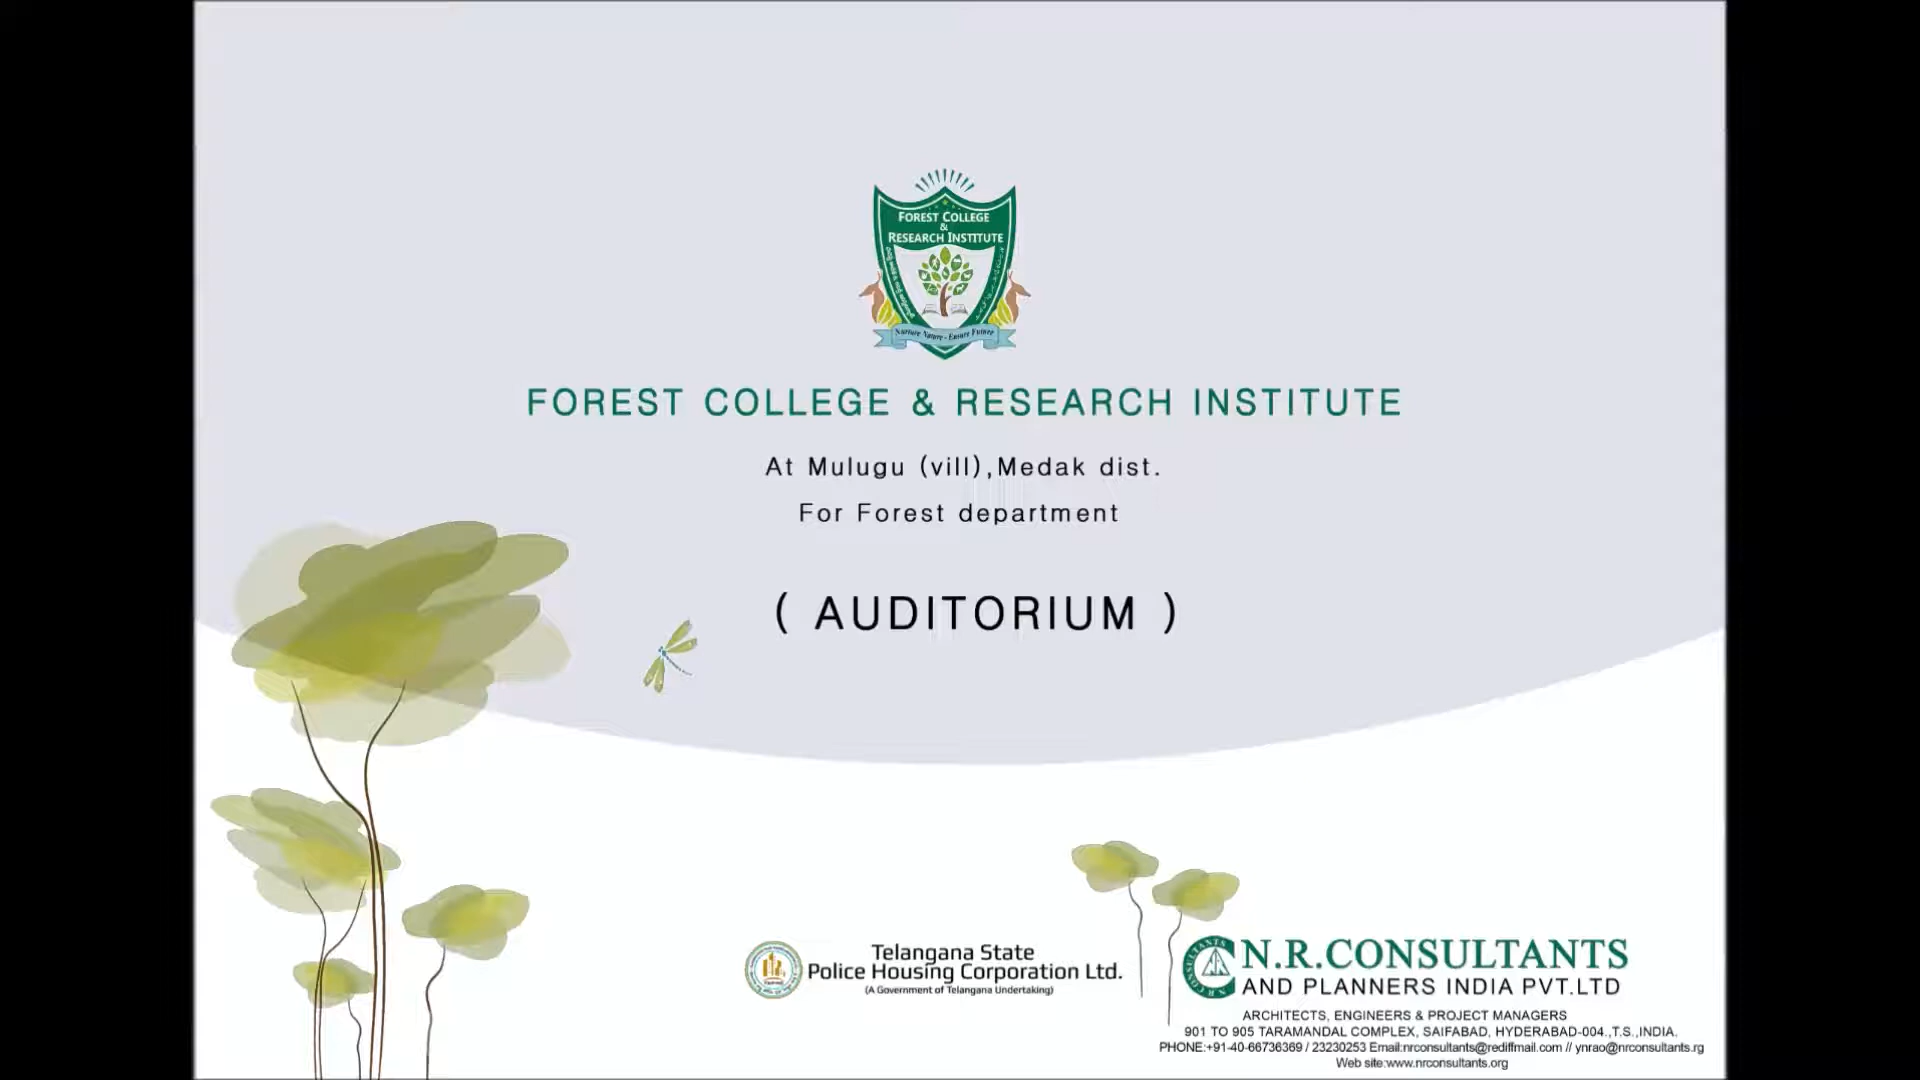 FOREST COLLEGE
&
RESEARCH INSTITUTE
Nurture Nature - Ensure Future
FOREST COLLEGE & RESEARCH INSTITUTE
At Mulugu (vill),Medak dist.
For Forest department
( AUDITORIUM )
Telangana State
Police Housing Corporation Ltd.
(A Government of Telangana Undertaking)
N.R.CONSULTANTS
AND PLANNERS INDIA PVT.LTD
ARCHITECTS, ENGINEERS & PROJECT MANAGERS
901 TO 905 TARAMANDAL COMPLEX, SAIFABAD, HYDERABAD-004.,T.S.,INDIA.
PHONE:+91-40-66736369 / 23230253 Email:nrconsultants@rediffmail.com // ynrao@nrconsultants.rg
Web site:www.nrconsultants.org